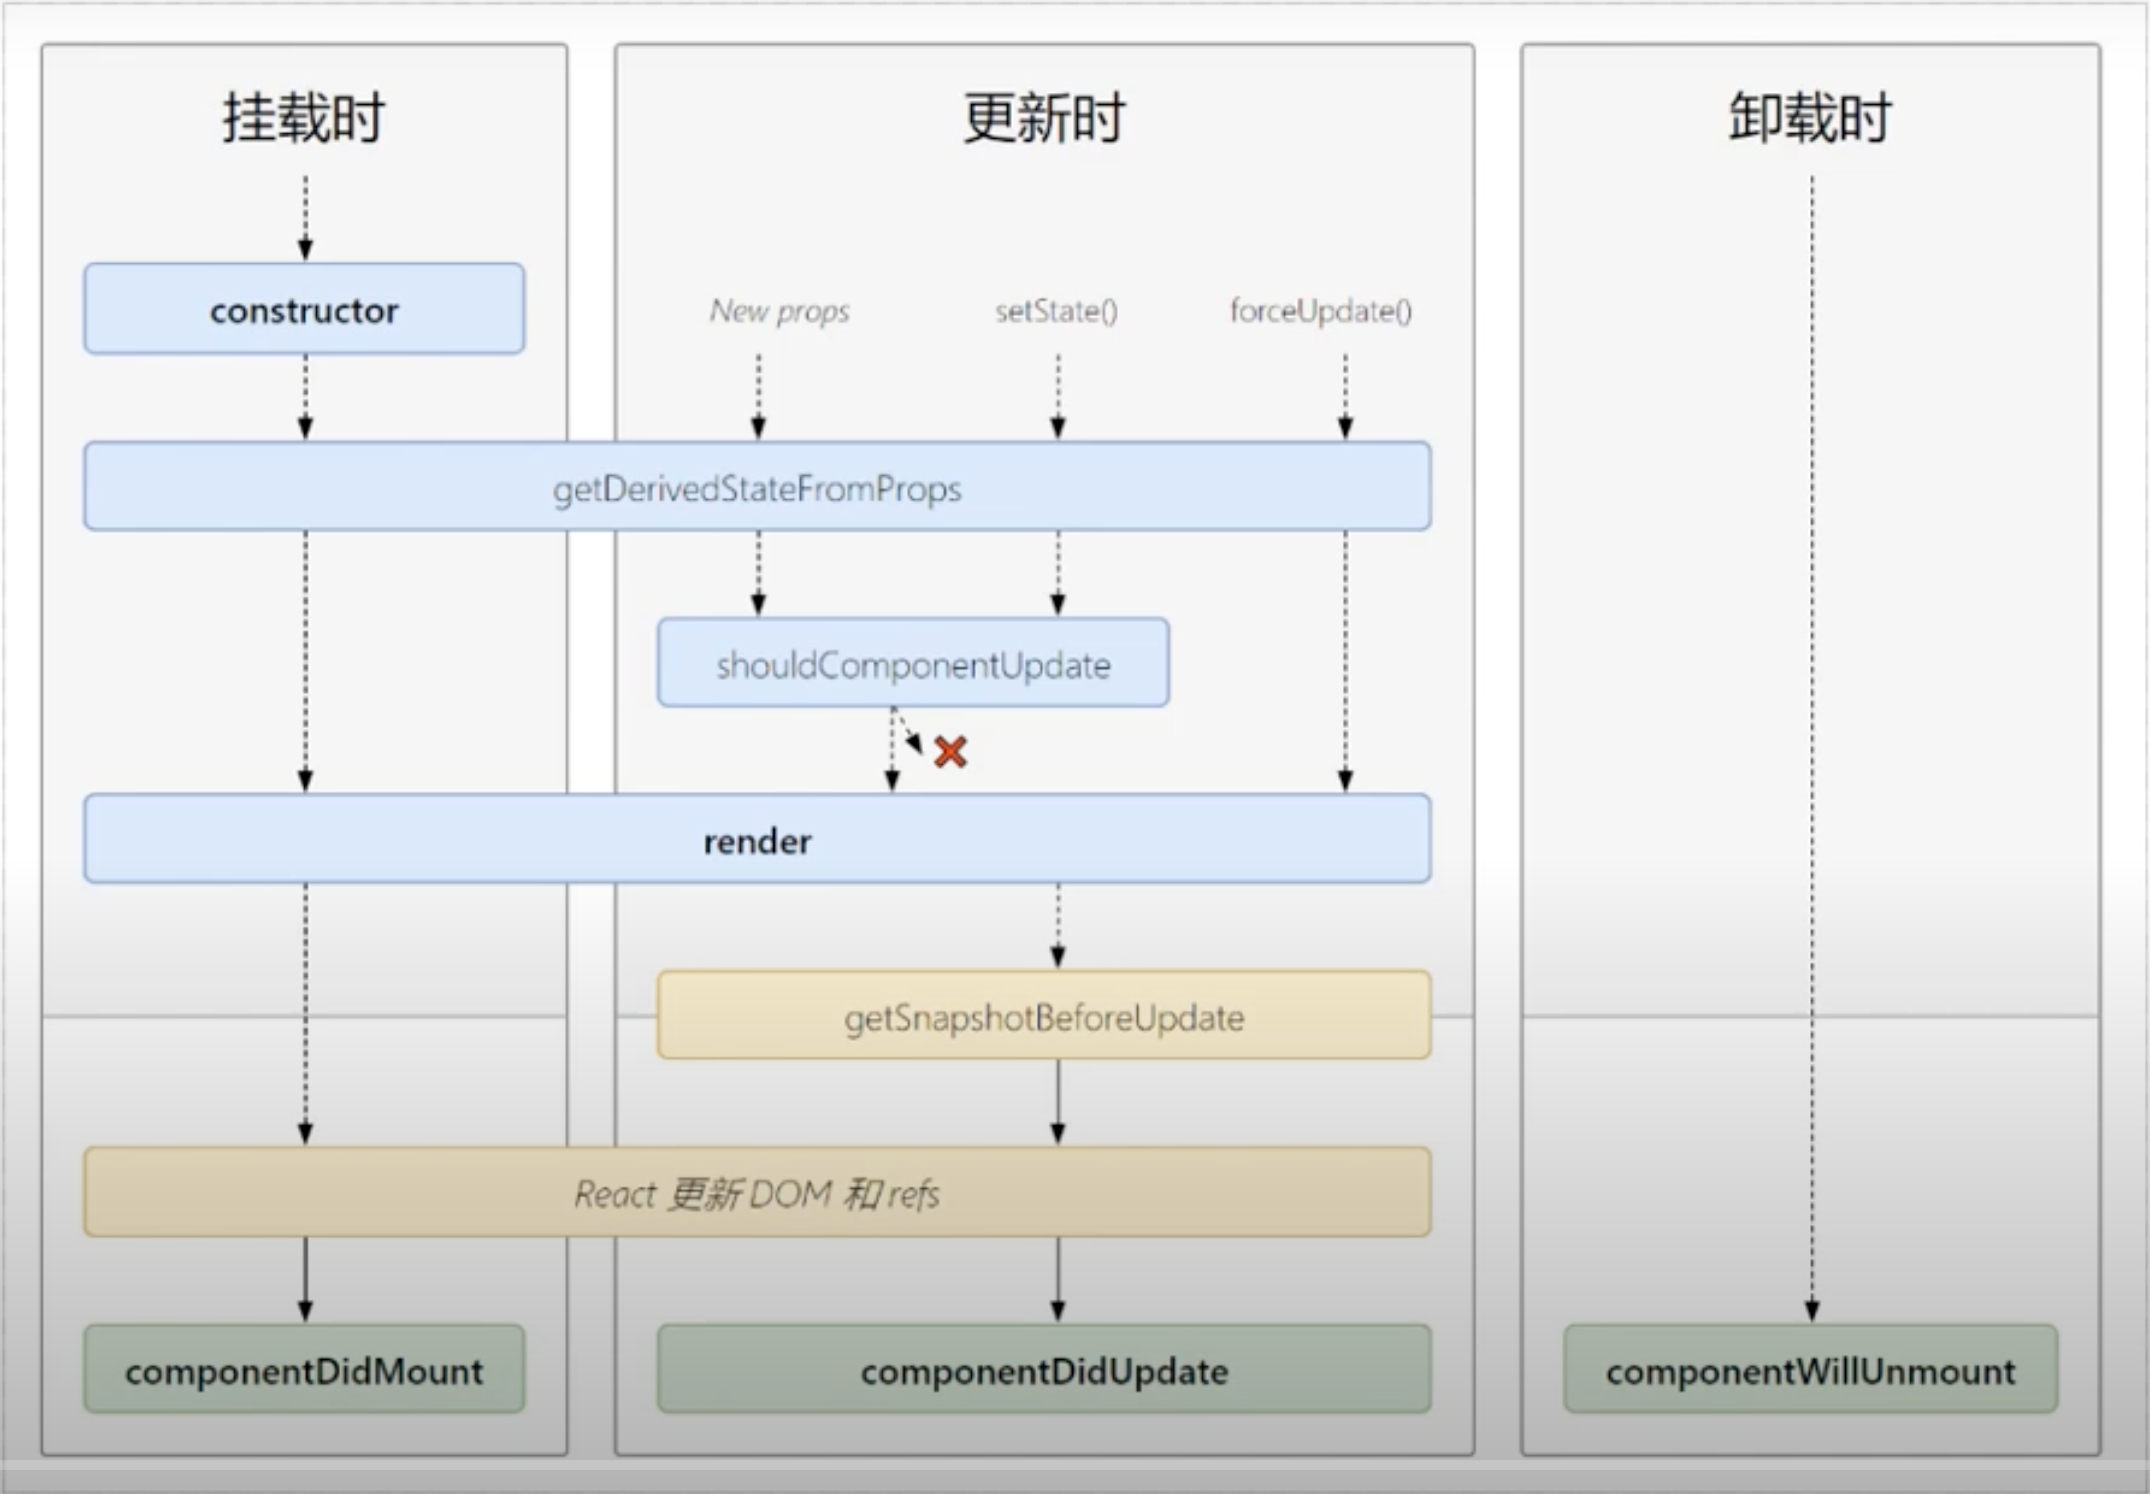 挂载时
更新时
卸载时
constructor
New props
setState()
forceUpdate()
getDerivedStateFromProps
shouldComponentUpdate
render
getSnapshotBeforeUpdate
React 更新 DOM 和 refs
componentDidMount
componentDidUpdate
componentWillUnmount